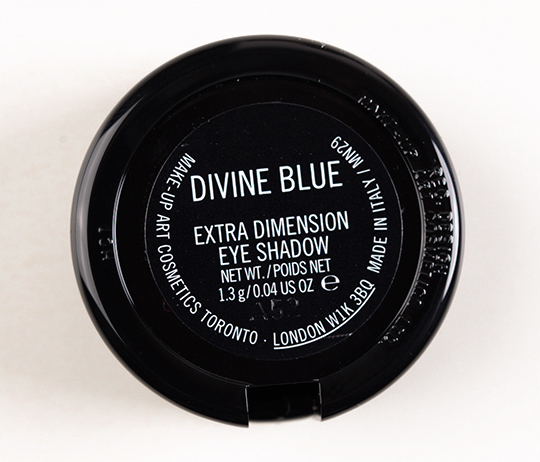 DIVINE BLUE
EXTRA DIMENSION
EYE SHADOW
NET WT. / POIDS NET
1.3 g / 0.04 US OZ ℮
A52
MAKE-UP ART COSMETICS TORONTO · LONDON W1K 3BQ MADE IN ITALY / MN29